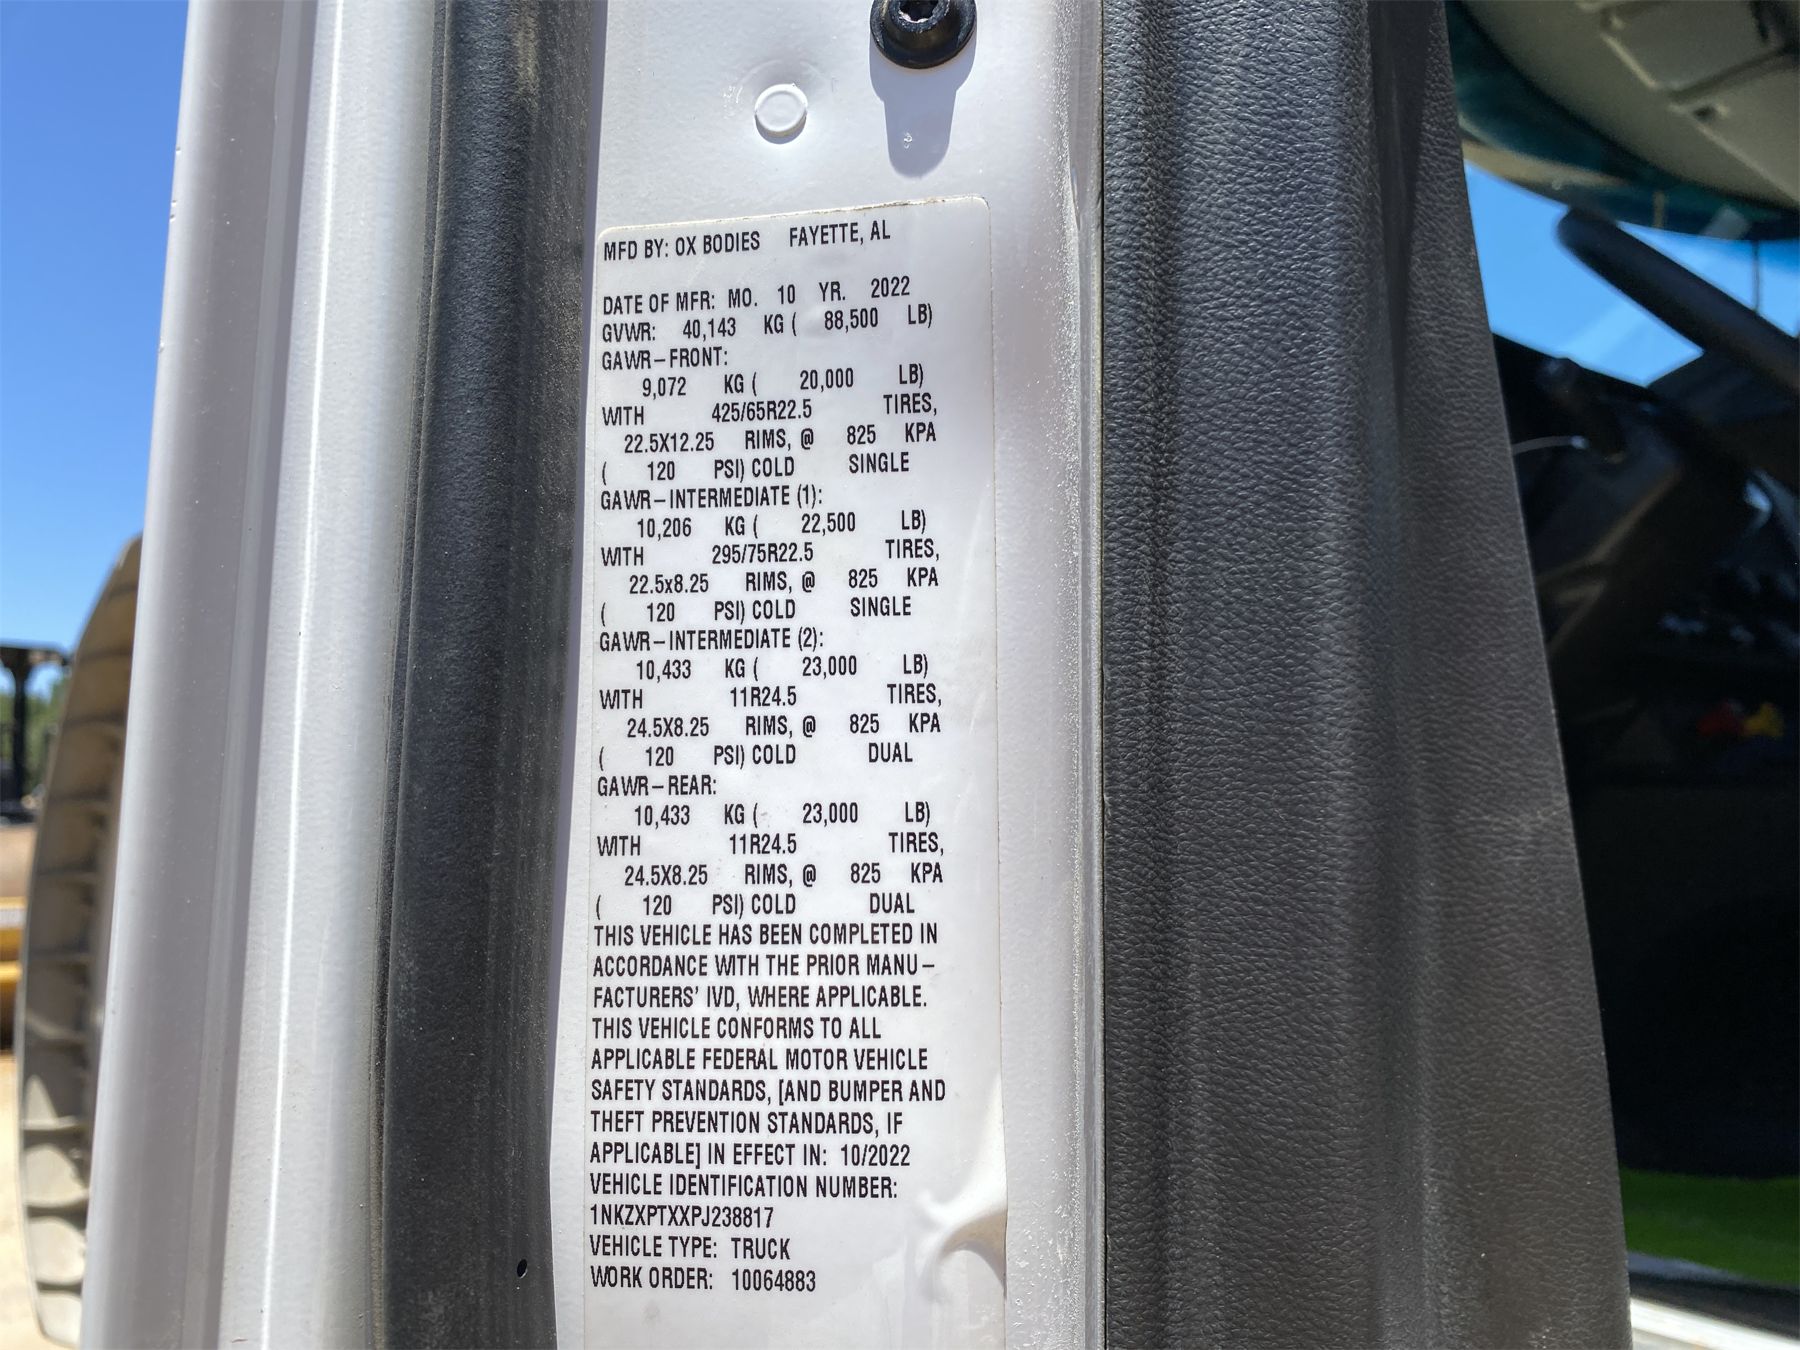 MFD BY: OX BODIES FAYETTE, AL
DATE OF MFR: MO. 10 YR. 2022
GVWR: 40,143 KG ( 88,500 LB)
GAWR-FRONT:
9,072 KG ( 20,000 LB)
WITH 425/65R22.5 TIRES,
22.5X12.25 RIMS, @ 825 KPA
( 120 PSI) COLD SINGLE
GAWR-INTERMEDIATE (1):
10,206 KG ( 22,500 LB)
WITH 295/75R22.5 TIRES,
22.5x8.25 RIMS, @ 825 KPA
( 120 PSI) COLD SINGLE
GAWR-INTERMEDIATE (2):
10,433 KG ( 23,000 LB)
WITH 11R24.5 TIRES,
24.5X8.25 RIMS, @ 825 KPA
( 120 PSI) COLD DUAL
GAWR-REAR:
10,433 KG ( 23,000 LB)
WITH 11R24.5 TIRES,
24.5X8.25 RIMS, @ 825 KPA
( 120 PSI) COLD DUAL
THIS VEHICLE HAS BEEN COMPLETED IN
ACCORDANCE WITH THE PRIOR MANU-
FACTURERS' IVD, WHERE APPLICABLE.
THIS VEHICLE CONFORMS TO ALL
APPLICABLE FEDERAL MOTOR VEHICLE
SAFETY STANDARDS, [AND BUMPER AND
THEFT PREVENTION STANDARDS, IF
APPLICABLE] IN EFFECT IN: 10/2022
VEHICLE IDENTIFICATION NUMBER:
1NKZXPTXXPJ238817
VEHICLE TYPE: TRUCK
WORK ORDER: 10064883